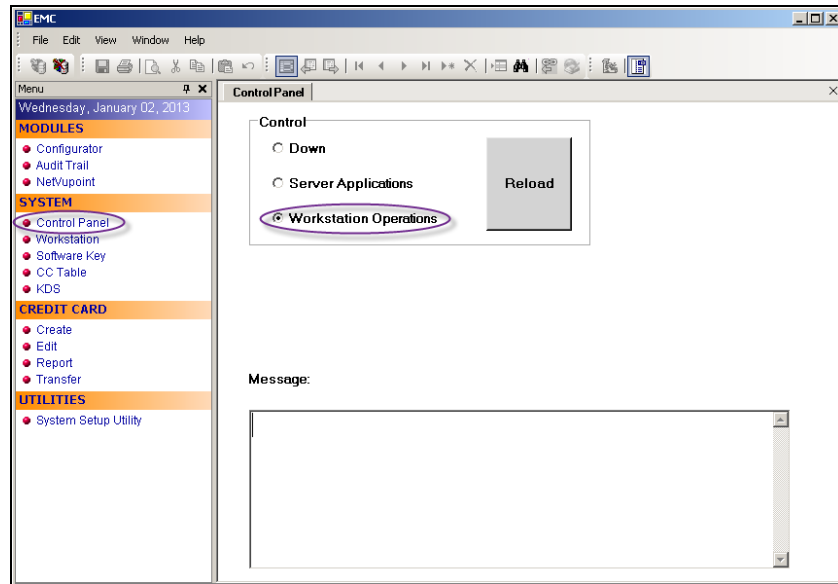 EMC
File Edit View Window Help
Menu
Wednesday, January 02, 2013
MODULES
Configurator
Audit Trail
NetVupoint
SYSTEM
Control Panel
Workstation
Software Key
CC Table
KDS
CREDIT CARD
Create
Edit
Report
Transfer
UTILITIES
System Setup Utility
Control Panel
Control
Down
Server Applications
Workstation Operations
Reload
Message: